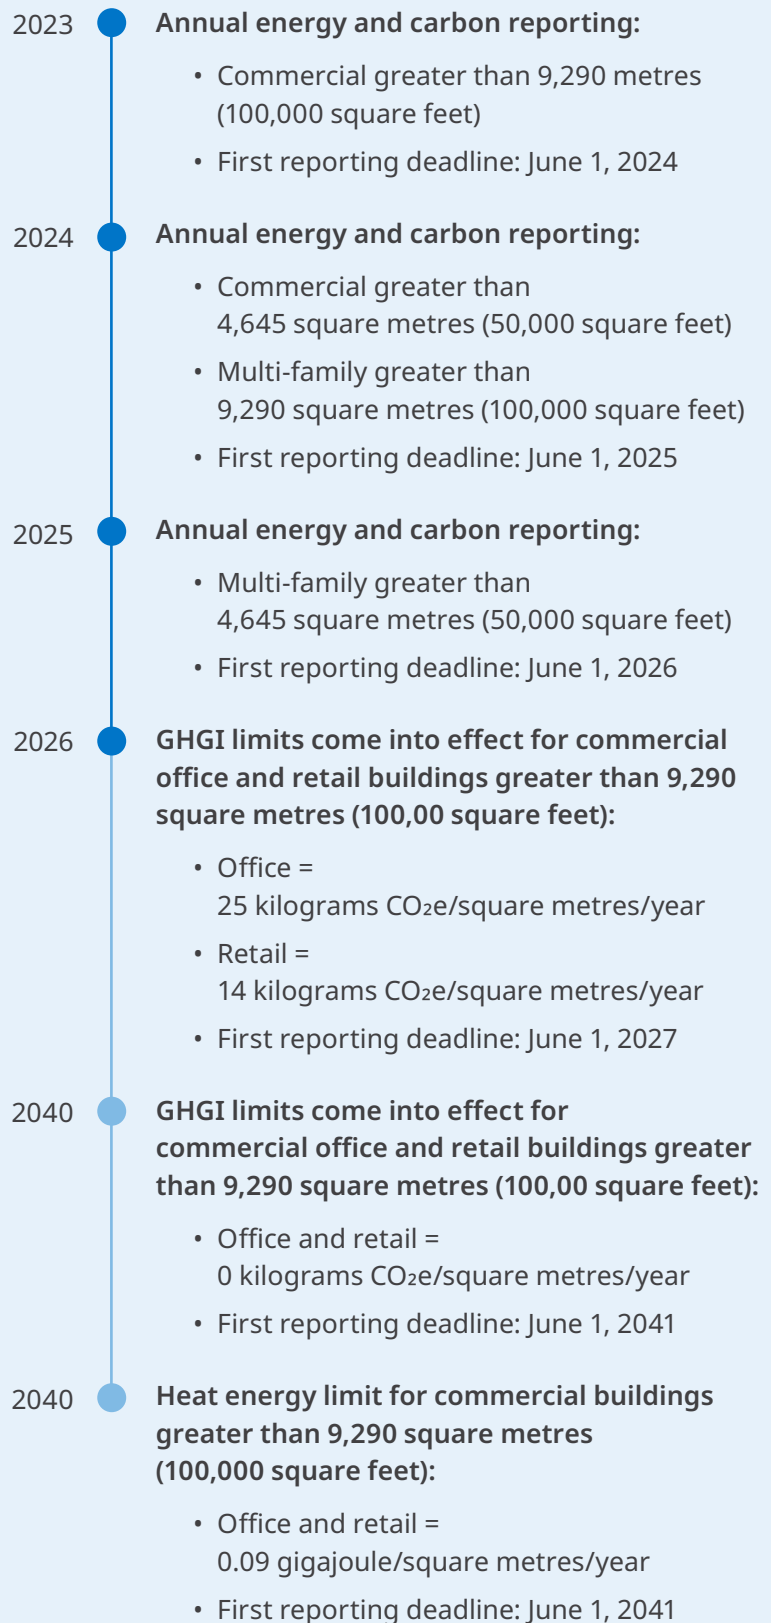 2023 Annual energy and carbon reporting:
• Commercial greater than 9,290 metres
(100,000 square feet)
• First reporting deadline: June 1, 2024
2024 Annual energy and carbon reporting:
• Commercial greater than
4,645 square metres (50,000 square feet)
• Multi-family greater than
9,290 square metres (100,000 square feet)
• First reporting deadline: June 1, 2025
2025 Annual energy and carbon reporting:
• Multi-family greater than
4,645 square metres (50,000 square feet)
• First reporting deadline: June 1, 2026
2026 GHGI limits come into effect for commercial
office and retail buildings greater than 9,290
square metres (100,00 square feet):
• Office =
25 kilograms CO₂e/square metres/year
• Retail =
14 kilograms CO₂e/square metres/year
• First reporting deadline: June 1, 2027
2040 GHGI limits come into effect for
commercial office and retail buildings greater
than 9,290 square metres (100,00 square feet):
• Office and retail =
0 kilograms CO₂e/square metres/year
• First reporting deadline: June 1, 2041
2040 Heat energy limit for commercial buildings
greater than 9,290 square metres
(100,000 square feet):
• Office and retail =
0.09 gigajoule/square metres/year
• First reporting deadline: June 1, 2041